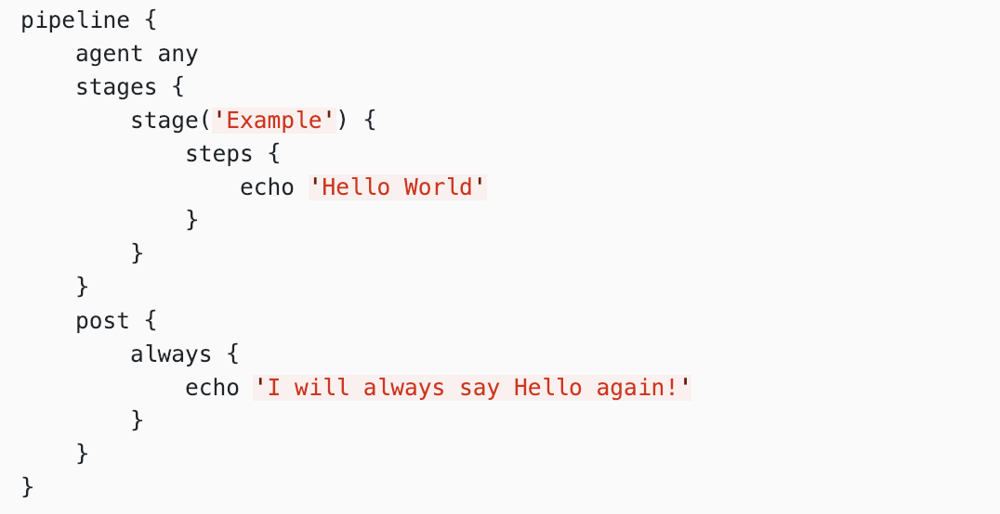 pipeline {
    agent any
    stages {
        stage('Example') {
            steps {
                echo 'Hello World'
            }
        }
    }
    post {
        always {
            echo 'I will always say Hello again!'
        }
    }
}